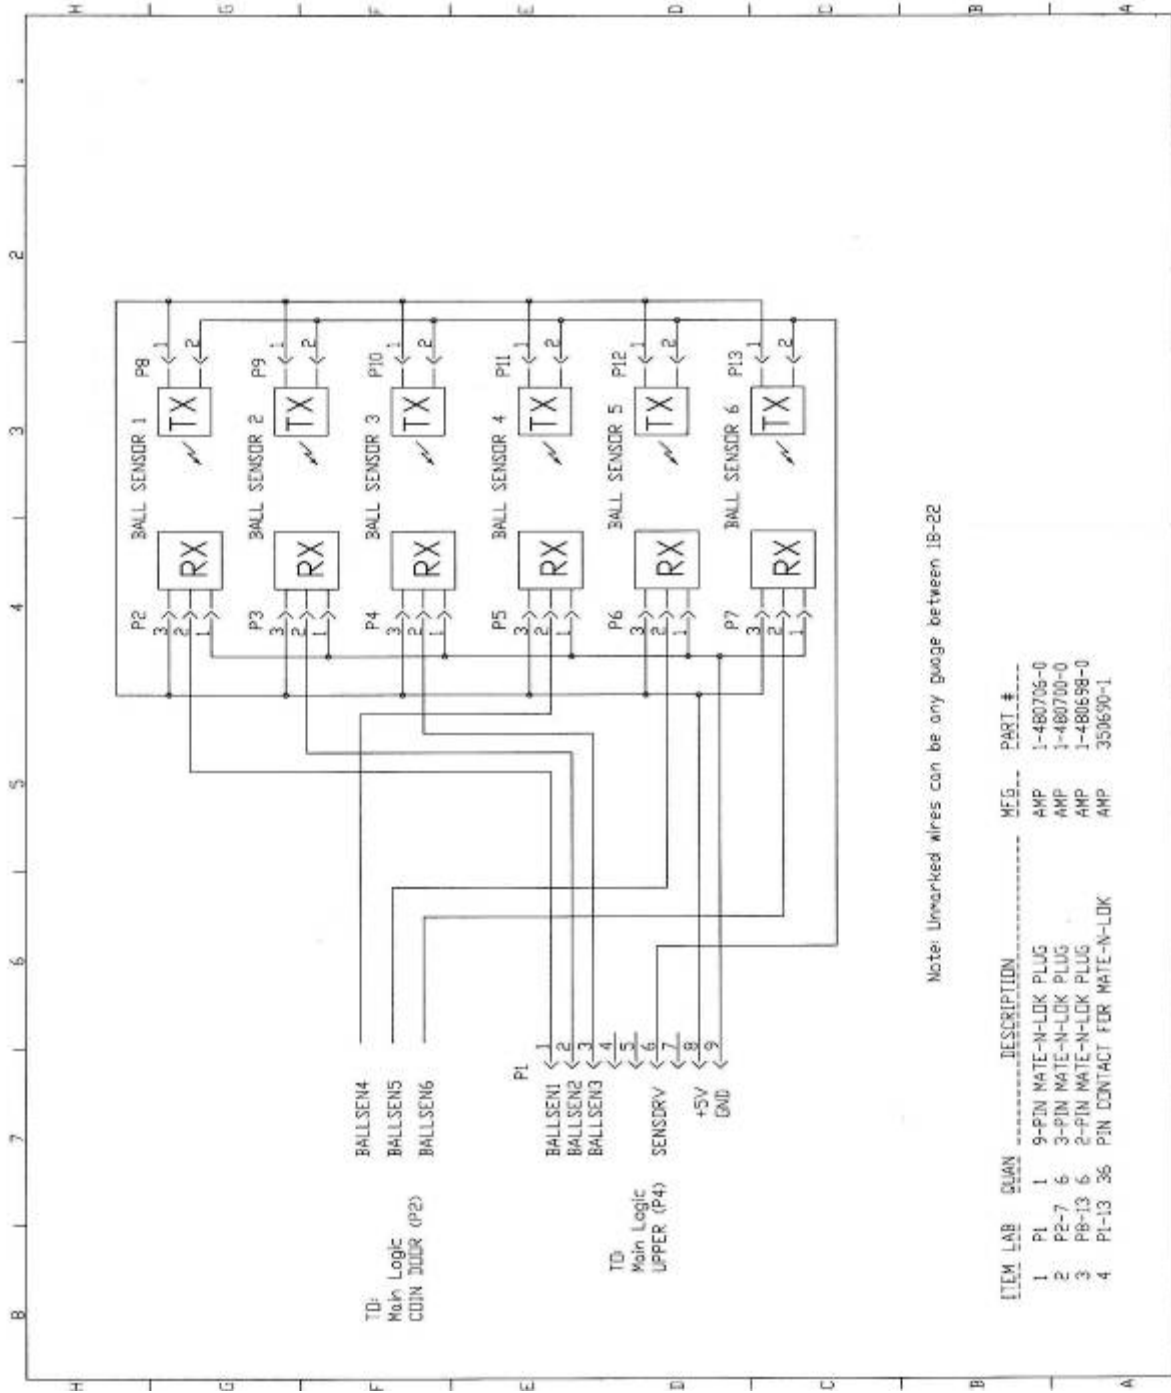 H G F E D C B A
1
2
3
4
5
6
7
8
H G F E D C B A
BALL SENSOR 1
P2
3
2
1
RX
TX
P8
1
2
BALL SENSOR 2
P3
3
2
1
RX
TX
P9
1
2
BALL SENSOR 3
P4
3
2
1
RX
TX
P10
1
2
BALL SENSOR 4
P5
3
2
1
RX
TX
P11
1
2
BALL SENSOR 5
P6
3
2
1
RX
TX
P12
1
2
BALL SENSOR 6
P7
3
2
1
RX
TX
P13
1
2
TO:
Main Logic
COIN DOOR (P2)
BALLSEN4
BALLSEN5
BALLSEN6
TO:
Main Logic
UPPER (P4)
P1
BALLSEN1 1
BALLSEN2 2
BALLSEN3 3
4
5
SENSDRV 6
7
+5V 8
GND 9
Note: Unmarked wires can be any guage between 18-22
ITEM LAB QUAN DESCRIPTION MFG. PART #
1 P1 1 9-PIN MATE-N-LOK PLUG AMP 1-480706-0
2 P2-7 6 3-PIN MATE-N-LOK PLUG AMP 1-480700-0
3 P8-13 6 2-PIN MATE-N-LOK PLUG AMP 1-480698-0
4 P1-13 36 PIN CONTACT FOR MATE-N-LOK AMP 350690-1